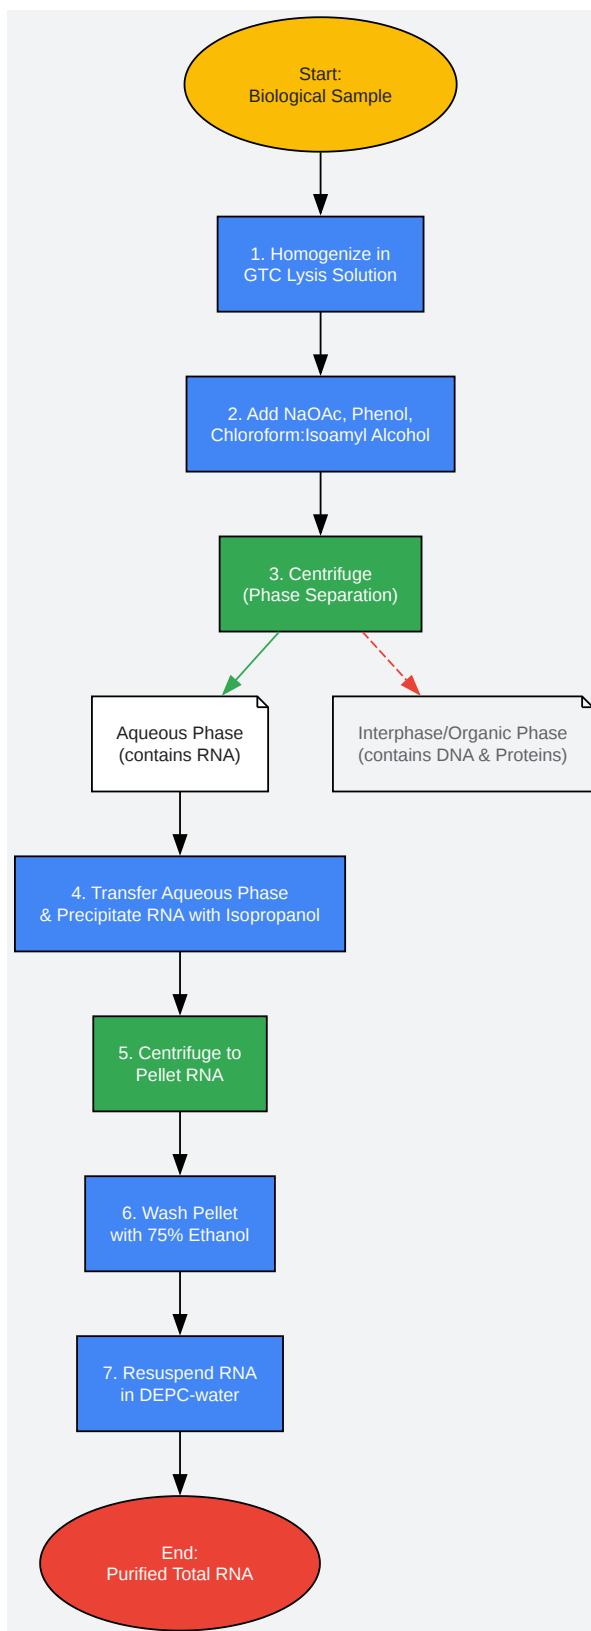 Start:
Biological Sample
1. Homogenize in
GTC Lysis Solution
2. Add NaOAc, Phenol,
Chloroform:Isoamyl Alcohol
3. Centrifuge
(Phase Separation)
Aqueous Phase
(contains RNA)
Interphase/Organic Phase
(contains DNA & Proteins)
4. Transfer Aqueous Phase
& Precipitate RNA with Isopropanol
5. Centrifuge to
Pellet RNA
6. Wash Pellet
with 75% Ethanol
7. Resuspend RNA
in DEPC-water
End:
Purified Total RNA